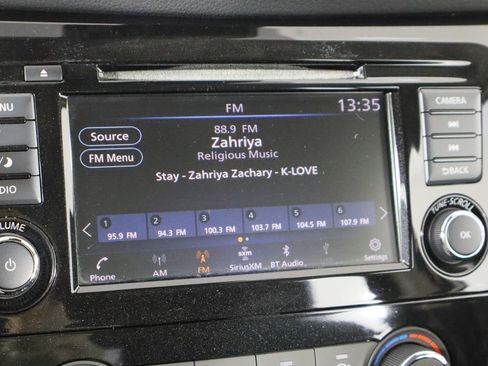 FM 13:35
CAMERA
MENU
Source
88.9 FM
Zahriya
FM Menu
Religious Music
BACK
Stay - Zahriya Zachary - K-LOVE
VOLUME
TUNE·SCROLL
1 2 3 4 5 6
95.9 FM 94.3 FM 100.3 FM 103.7 FM 104.5 FM 107.9 FM
OK
sxm
Phone AM FM SiriusXM BT Audio Settings